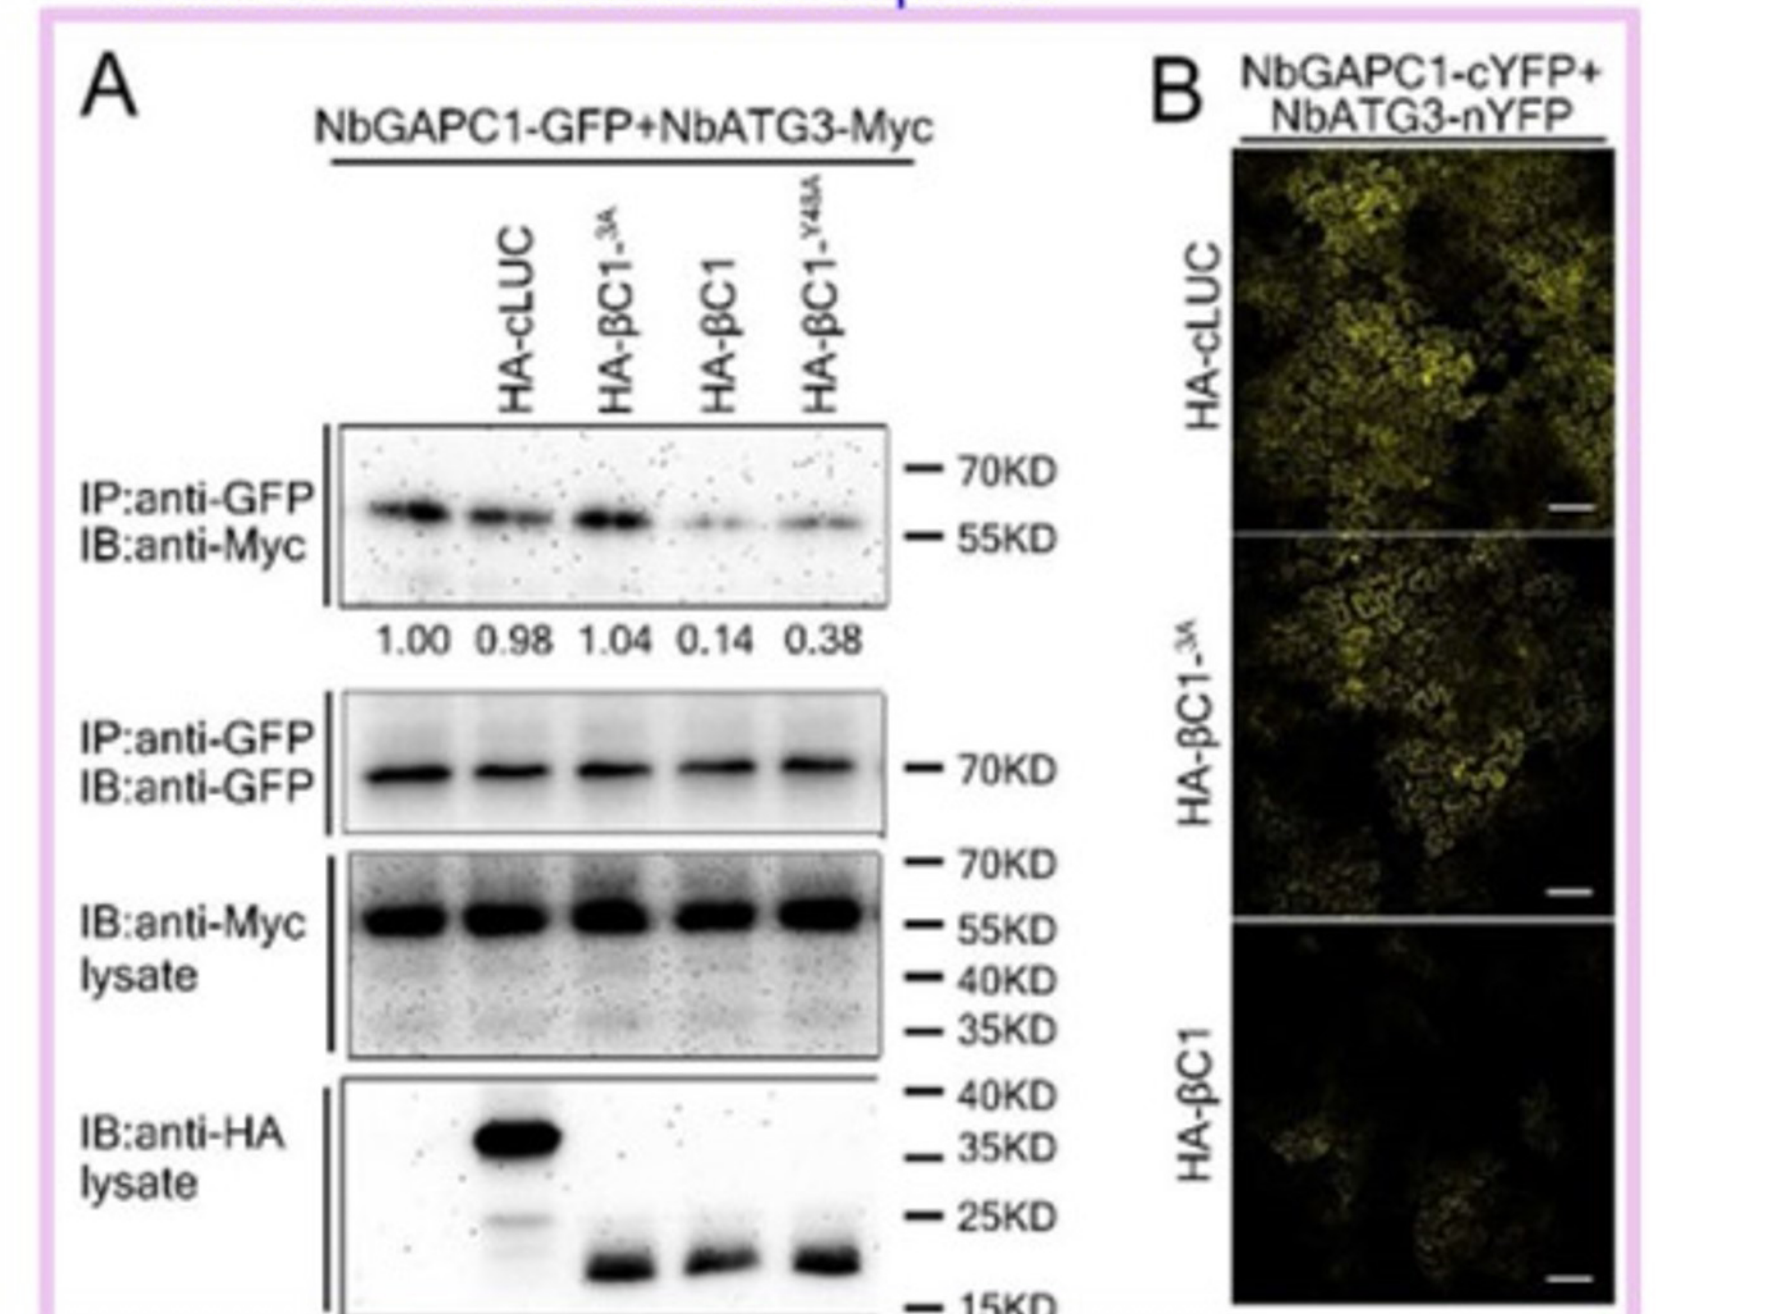 A
NbGAPC1-GFP+NbATG3-Myc
HA-cLUC
HA-βC1-3A
HA-βC1
HA-βC1-Y48A
IP:anti-GFP
IB:anti-Myc
70KD
55KD
1.00 0.98 1.04 0.14 0.38
IP:anti-GFP
IB:anti-GFP
70KD
IB:anti-Myc
lysate
70KD
55KD
40KD
35KD
IB:anti-HA
lysate
40KD
35KD
25KD
15KD
B
NbGAPC1-cYFP+
NbATG3-nYFP
HA-cLUC
HA-βC1-3A
HA-βC1